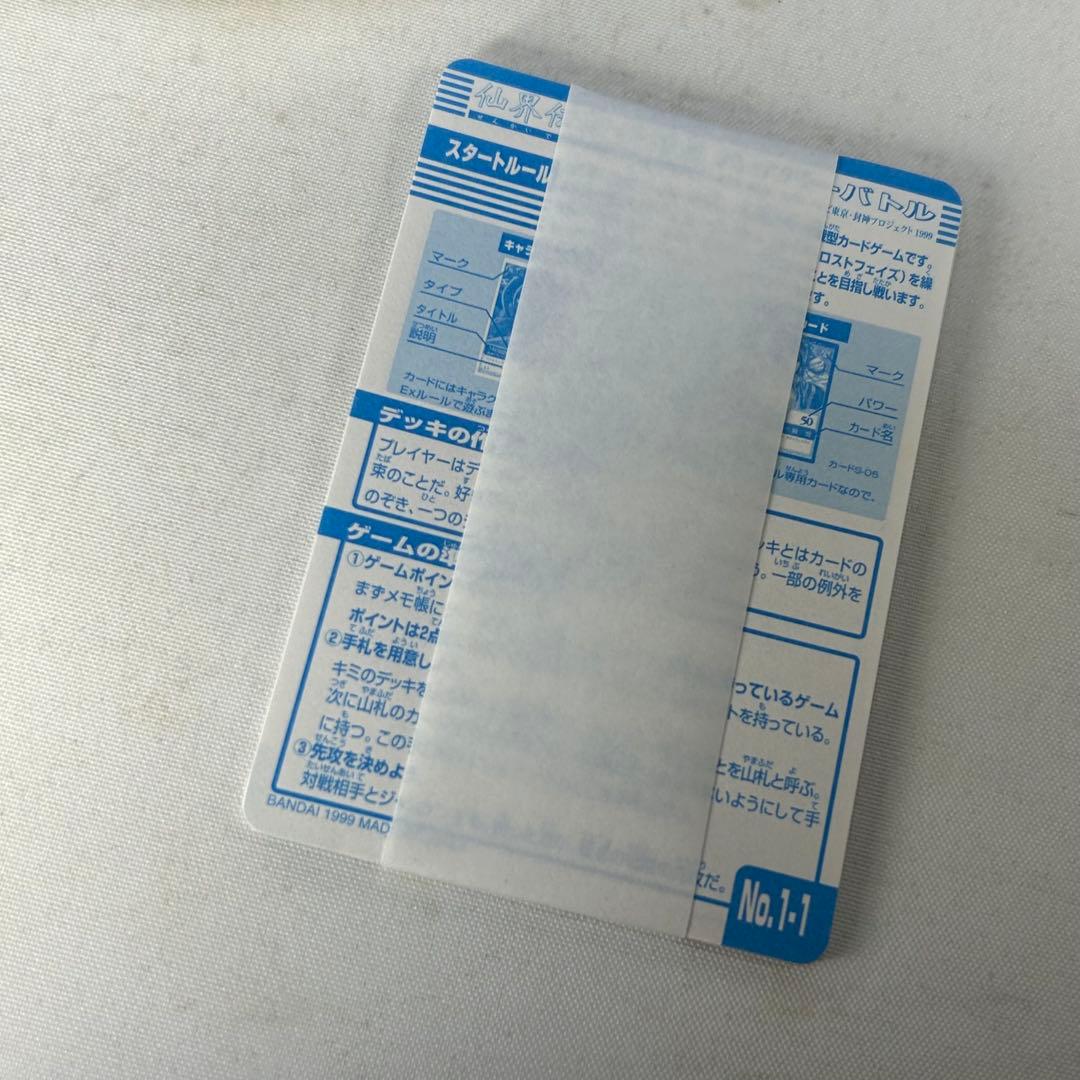 仙界伝
せんかいで
ーバトル
スタートルール
東京・封神プロジェクト1999
型カードゲームです。
ロストフェイズ)を繰
とを目指し戦います。
す。
キャラ
マーク
タイプ
タイトル
説明
カードにはキャラク
Exルールで遊ぶ
ード
マーク
パワー
カード名
50
カードS-05
ル専用カードなので、
デッキの作
プレイヤーはデ
束のことだ。好
のぞき、一つの
ッキとはカードの
。一部の例外を
ゲームの進
①ゲームポイン
まずメモ帳に
ポイントは2点
②手札を用意し
キミのデッキを
次に山札のカ
に持つ。この
③先攻を決めよ
対戦相手とジ
っているゲーム
トを持っている。
とを山札と呼ぶ。
いようにして手
だ。
BANDAI 1999 MAD
No.1-1